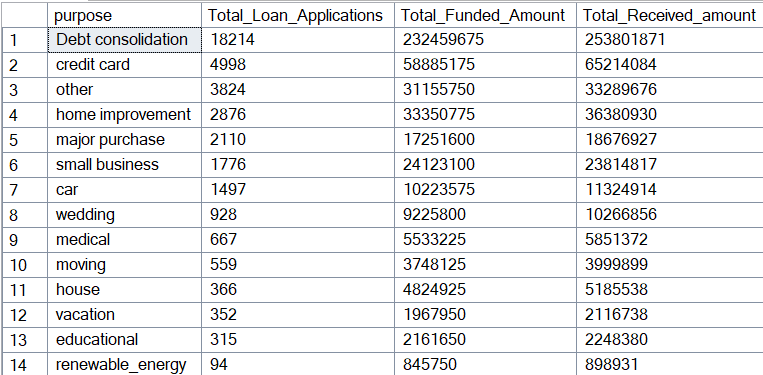 purpose Total_Loan_Applications Total_Funded_Amount Total_Received_amount
1 Debt consolidation 18214 232459675 253801871
2 credit card 4998 58885175 65214084
3 other 3824 31155750 33289676
4 home improvement 2876 33350775 36380930
5 major purchase 2110 17251600 18676927
6 small business 1776 24123100 23814817
7 car 1497 10223575 11324914
8 wedding 928 9225800 10266856
9 medical 667 5533225 5851372
10 moving 559 3748125 3999899
11 house 366 4824925 5185538
12 vacation 352 1967950 2116738
13 educational 315 2161650 2248380
14 renewable_energy 94 845750 898931